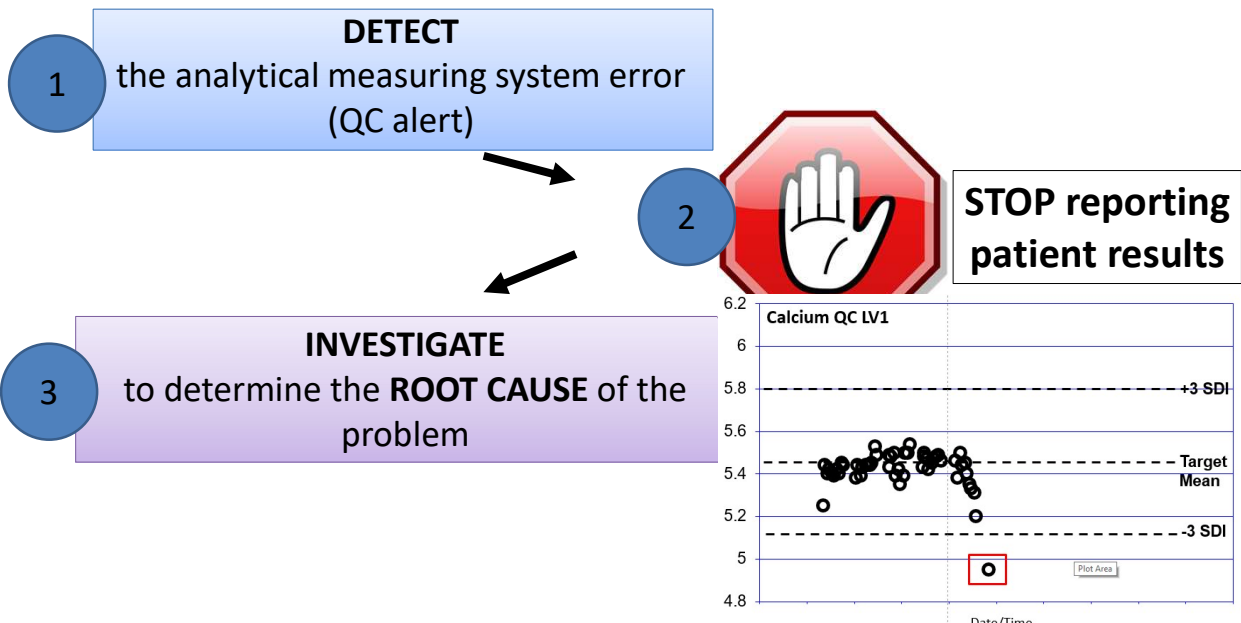 1
DETECT
the analytical measuring system error
(QC alert)
2
STOP reporting
patient results
3
INVESTIGATE
to determine the ROOT CAUSE of the
problem
Calcium QC LV1
6.2
6
5.8
5.6
5.4
5.2
5
4.8
+3 SDI
Target
Mean
-3 SDI
Plot Area
Date/Time